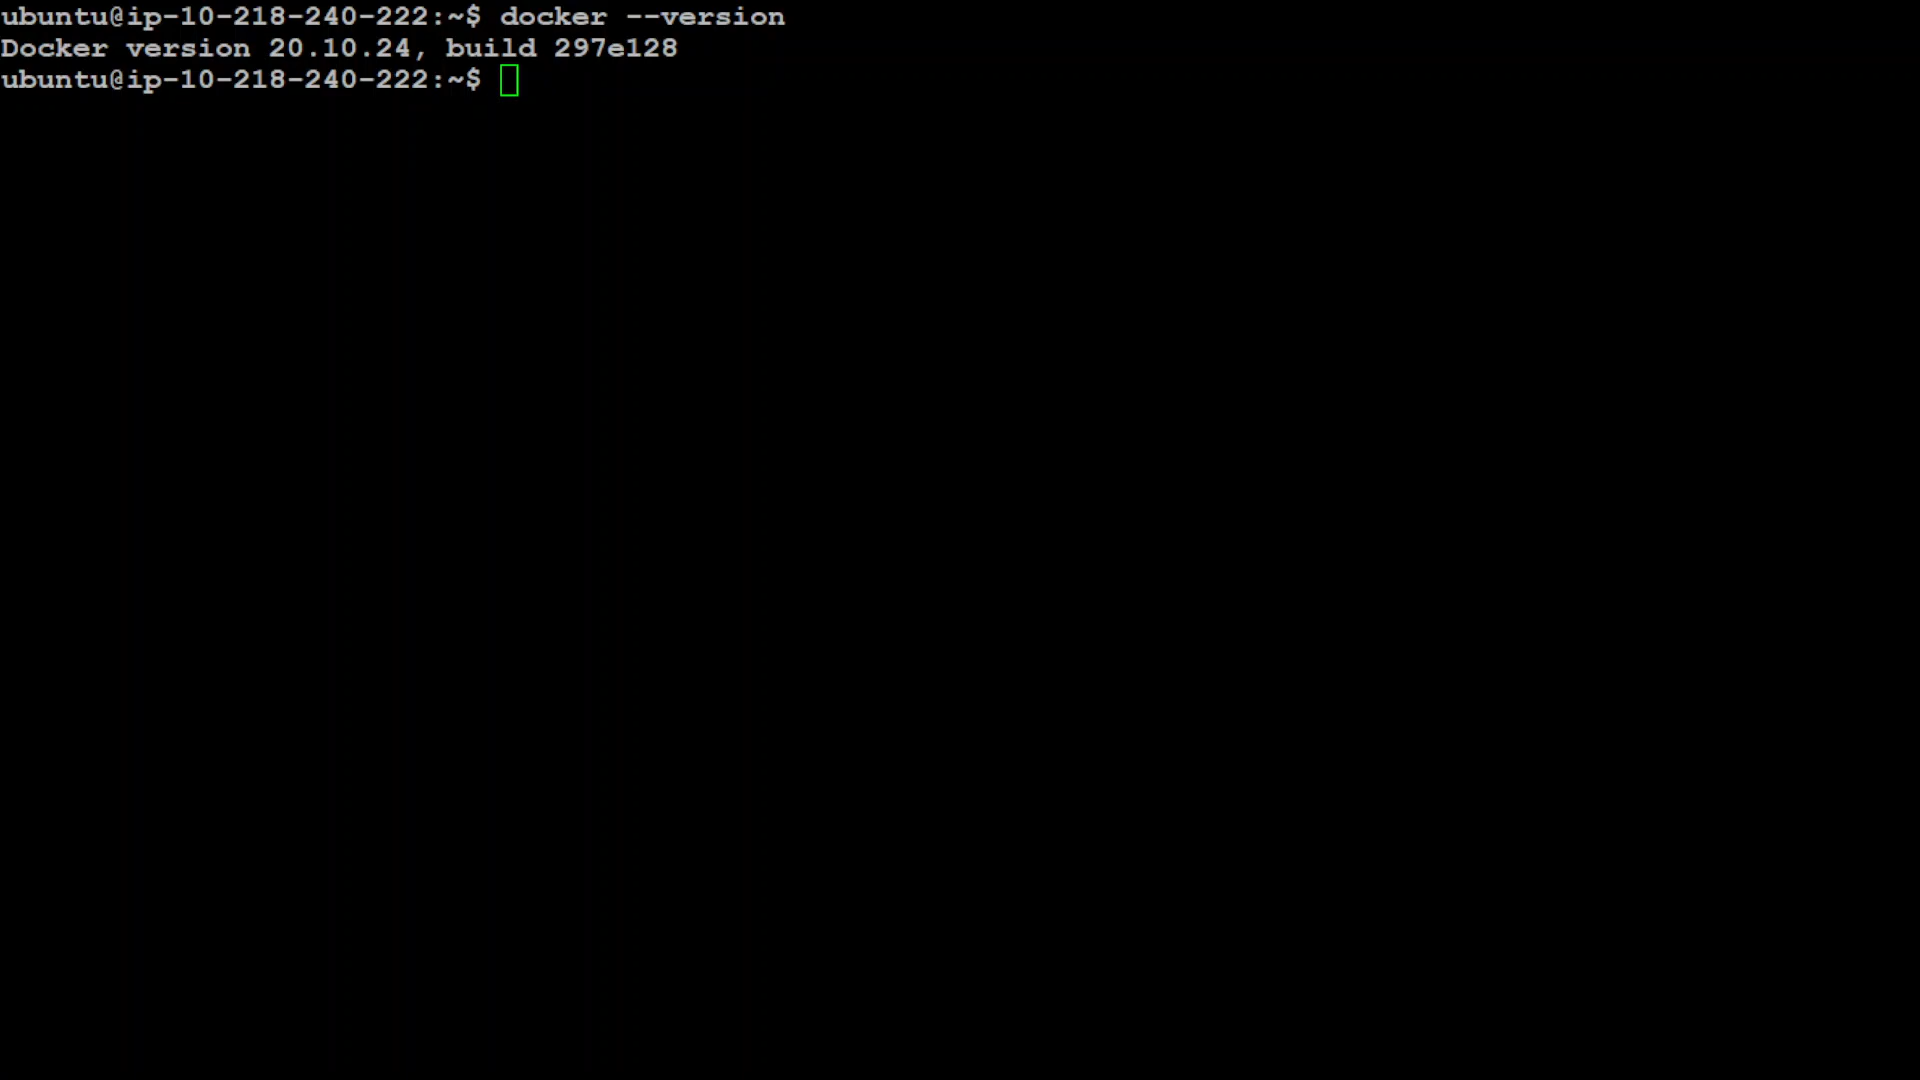 ubuntu@ip-10-218-240-222:~$ docker --version
Docker version 20.10.24, build 297e128
ubuntu@ip-10-218-240-222:~$